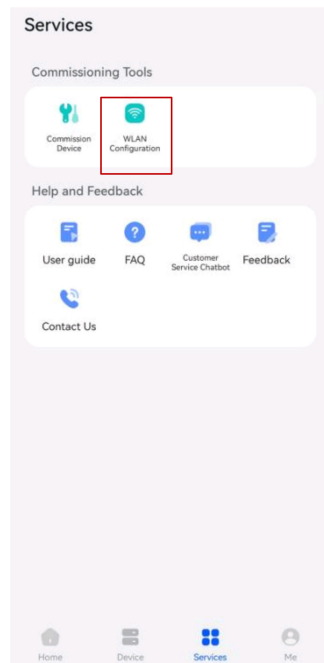 Services
Commissioning Tools
Commission
Device
WLAN
Configuration
Help and Feedback
User guide
FAQ
Customer
Service Chatbot
Feedback
Contact Us
Home
Device
Services
Me